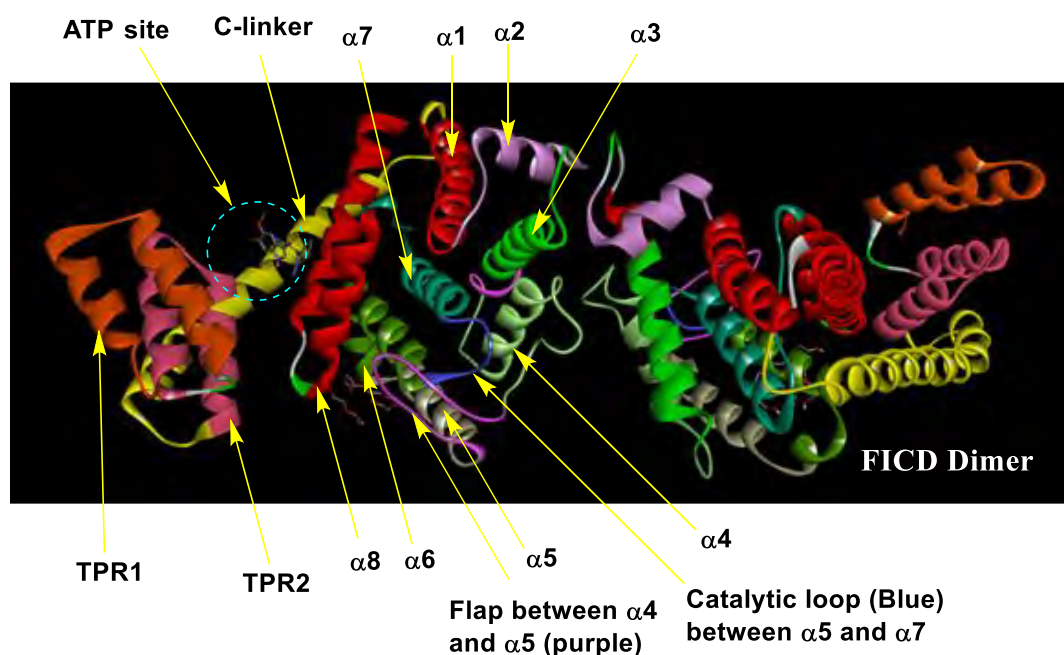 ATP site
C-linker
α7
α1
α2
α3
FICD Dimer
TPR1
TPR2
α8
α6
α5
α4
Flap between α4
and α5 (purple)
Catalytic loop (Blue)
between α5 and α7